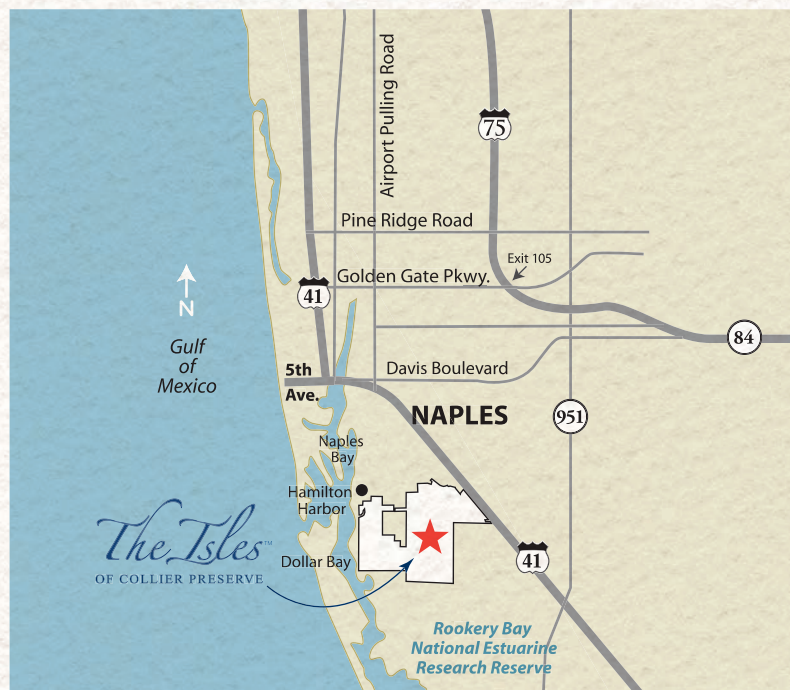 Airport Pulling Road
75
Pine Ridge Road
Exit 105
Golden Gate Pkwy.
41
N
84
Gulf
of
Mexico
5th
Ave.
Davis Boulevard
NAPLES
951
Naples
Bay
Hamilton
Harbor
The Isles™
OF COLLIER PRESERVE
Dollar Bay
41
Rookery Bay
National Estuarine
Research Reserve